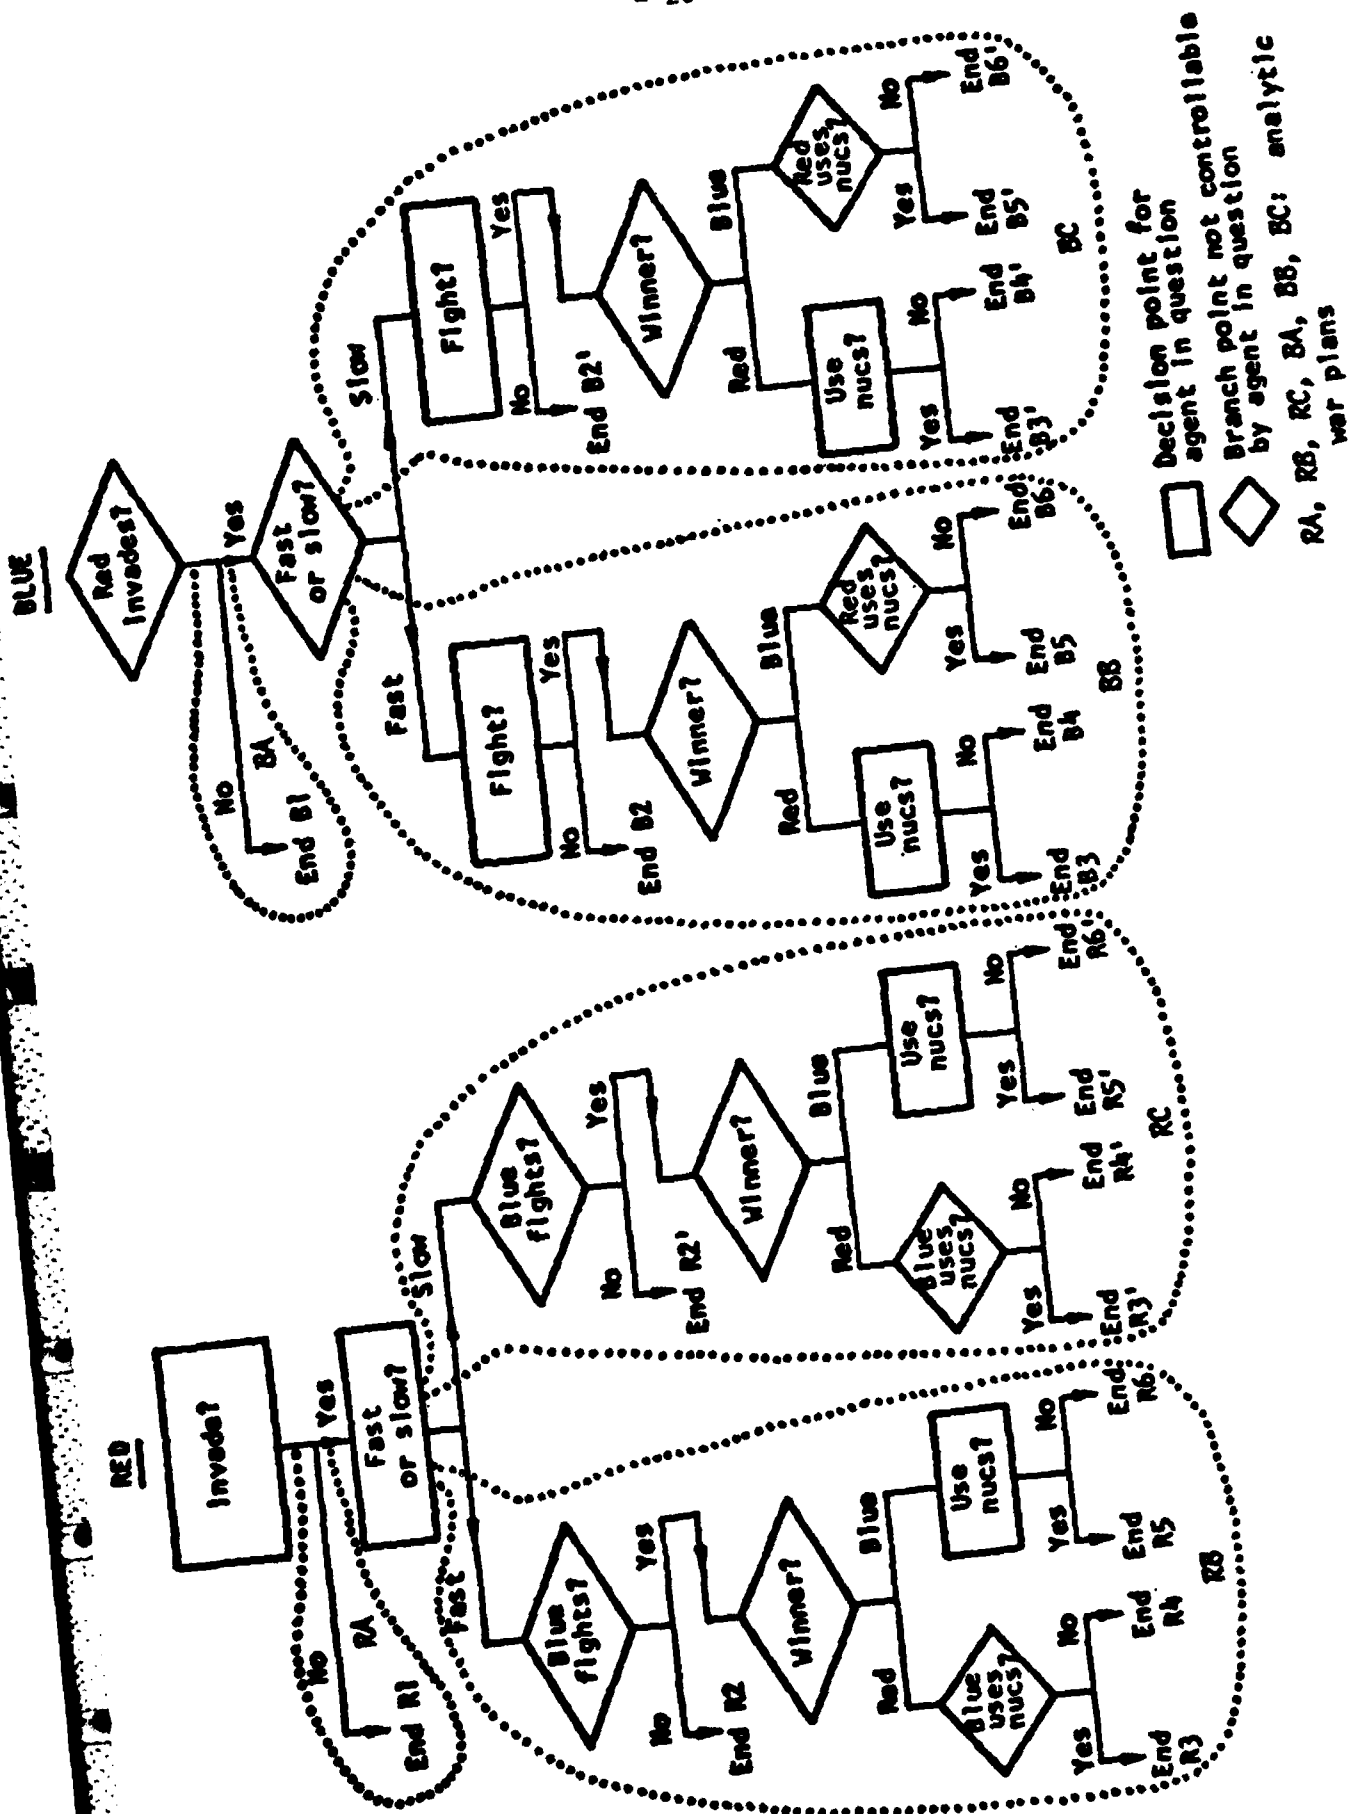 RED
Invade?
No
Yes
RA
End R1
Fast
or slow?
Fast
Slow
Blue
fights?
No
Yes
End R2
Winner?
Red
Blue
Blue
uses
nucs?
Use
nucs?
Yes
No
Yes
No
End
R3
End
R4
End
R5
End
R6
RB
Blue
fights?
No
Yes
End R2'
Winner?
Red
Blue
Blue
uses
nucs?
Use
nucs?
Yes
No
Yes
No
End
R3'
End
R4'
End
R5'
End
R6'
RC
BLUE
Red
invades?
No
Yes
BA
End B1
Fast
or slow?
Fast
Slow
Fight?
No
Yes
End B2
Winner?
Red
Blue
Use
nucs?
Red
uses
nucs?
Yes
No
Yes
No
End
B3
End
B4
End
B5
End
B6
BB
Fight?
No
Yes
End B2'
Winner?
Red
Blue
Use
nucs?
Red
uses
nucs?
Yes
No
Yes
No
End
B3'
End
B4'
End
B5'
End
B6'
BC
Decision point for
agent in question
Branch point not controllable
by agent in question
RA, RB, RC, BA, BB, BC: analytic
war plans